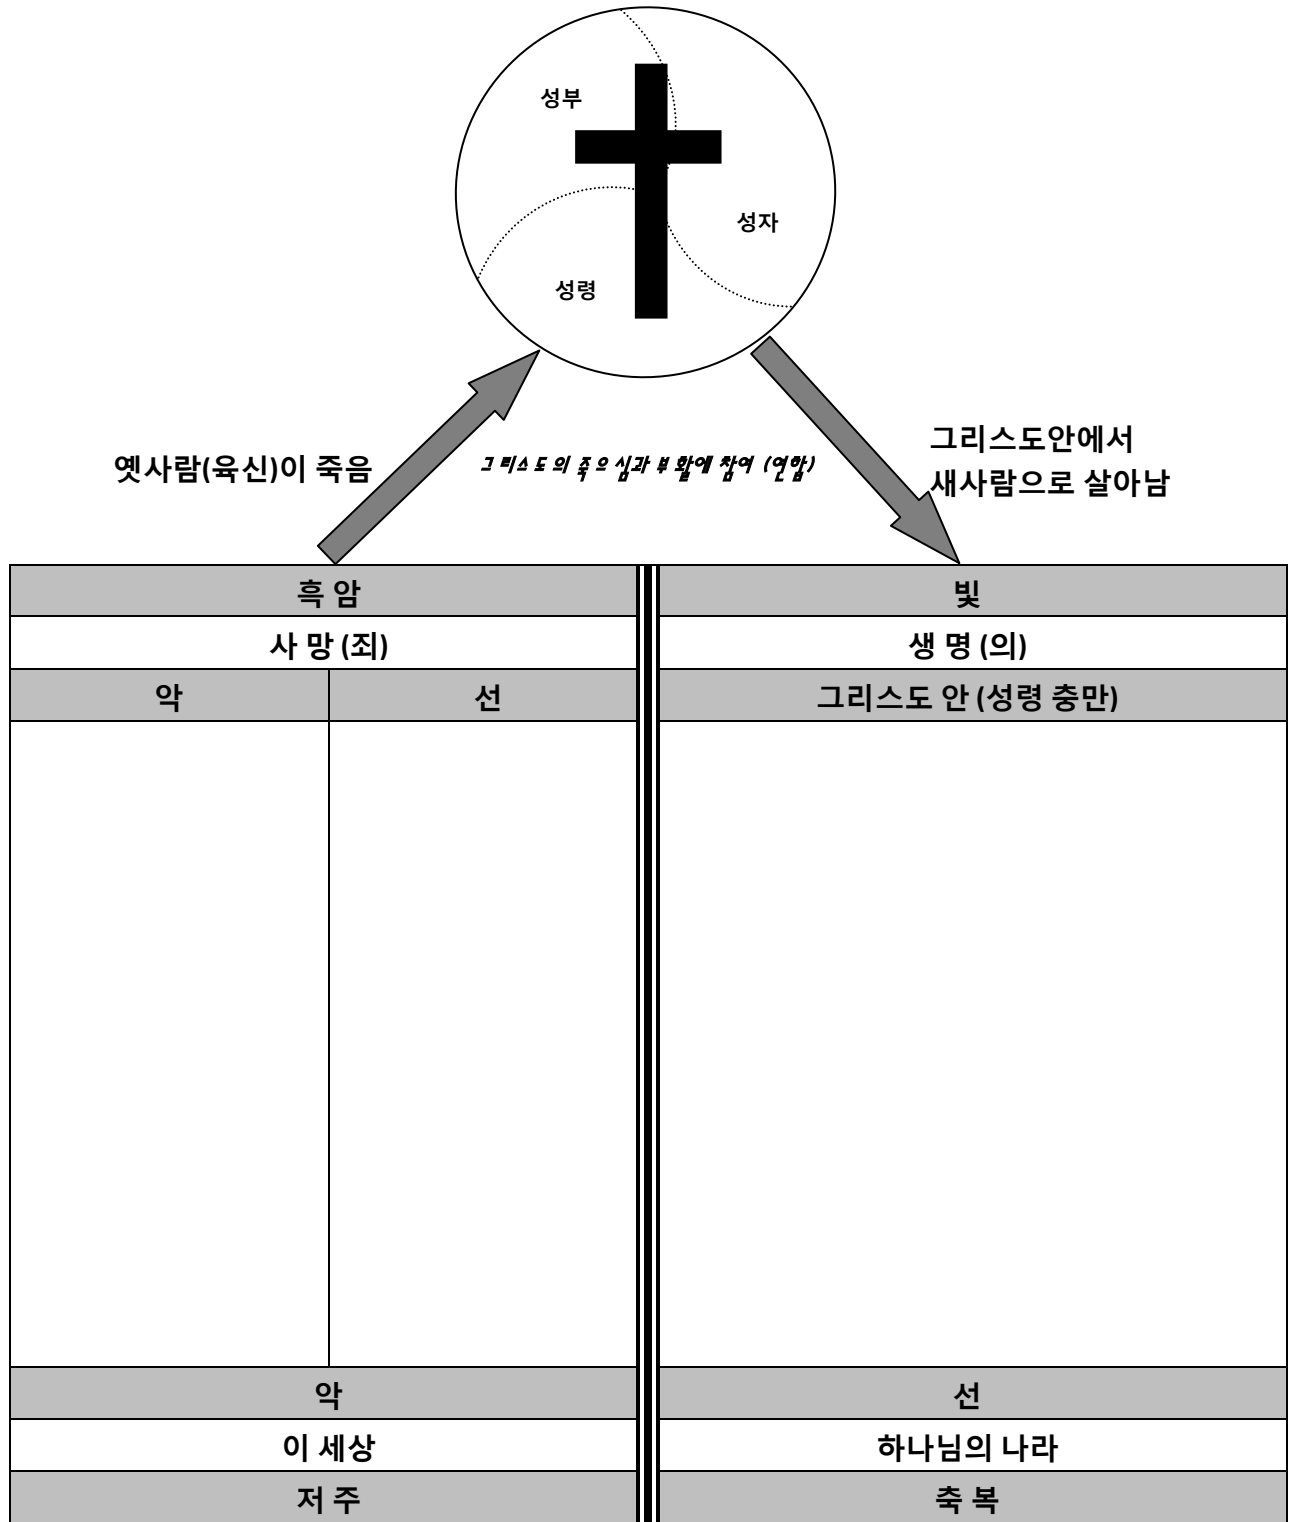 성부
성자
성령
옛사람(육신)이 죽음
그리스도의 죽으심과 부활에 참여 (연합)
그리스도안에서
새사람으로 살아남
흑 암
빛
사 망 (죄)
생 명 (의)
악
선
그리스도 안 (성령 충만)
악
선
이 세상
하나님의 나라
저 주
축 복